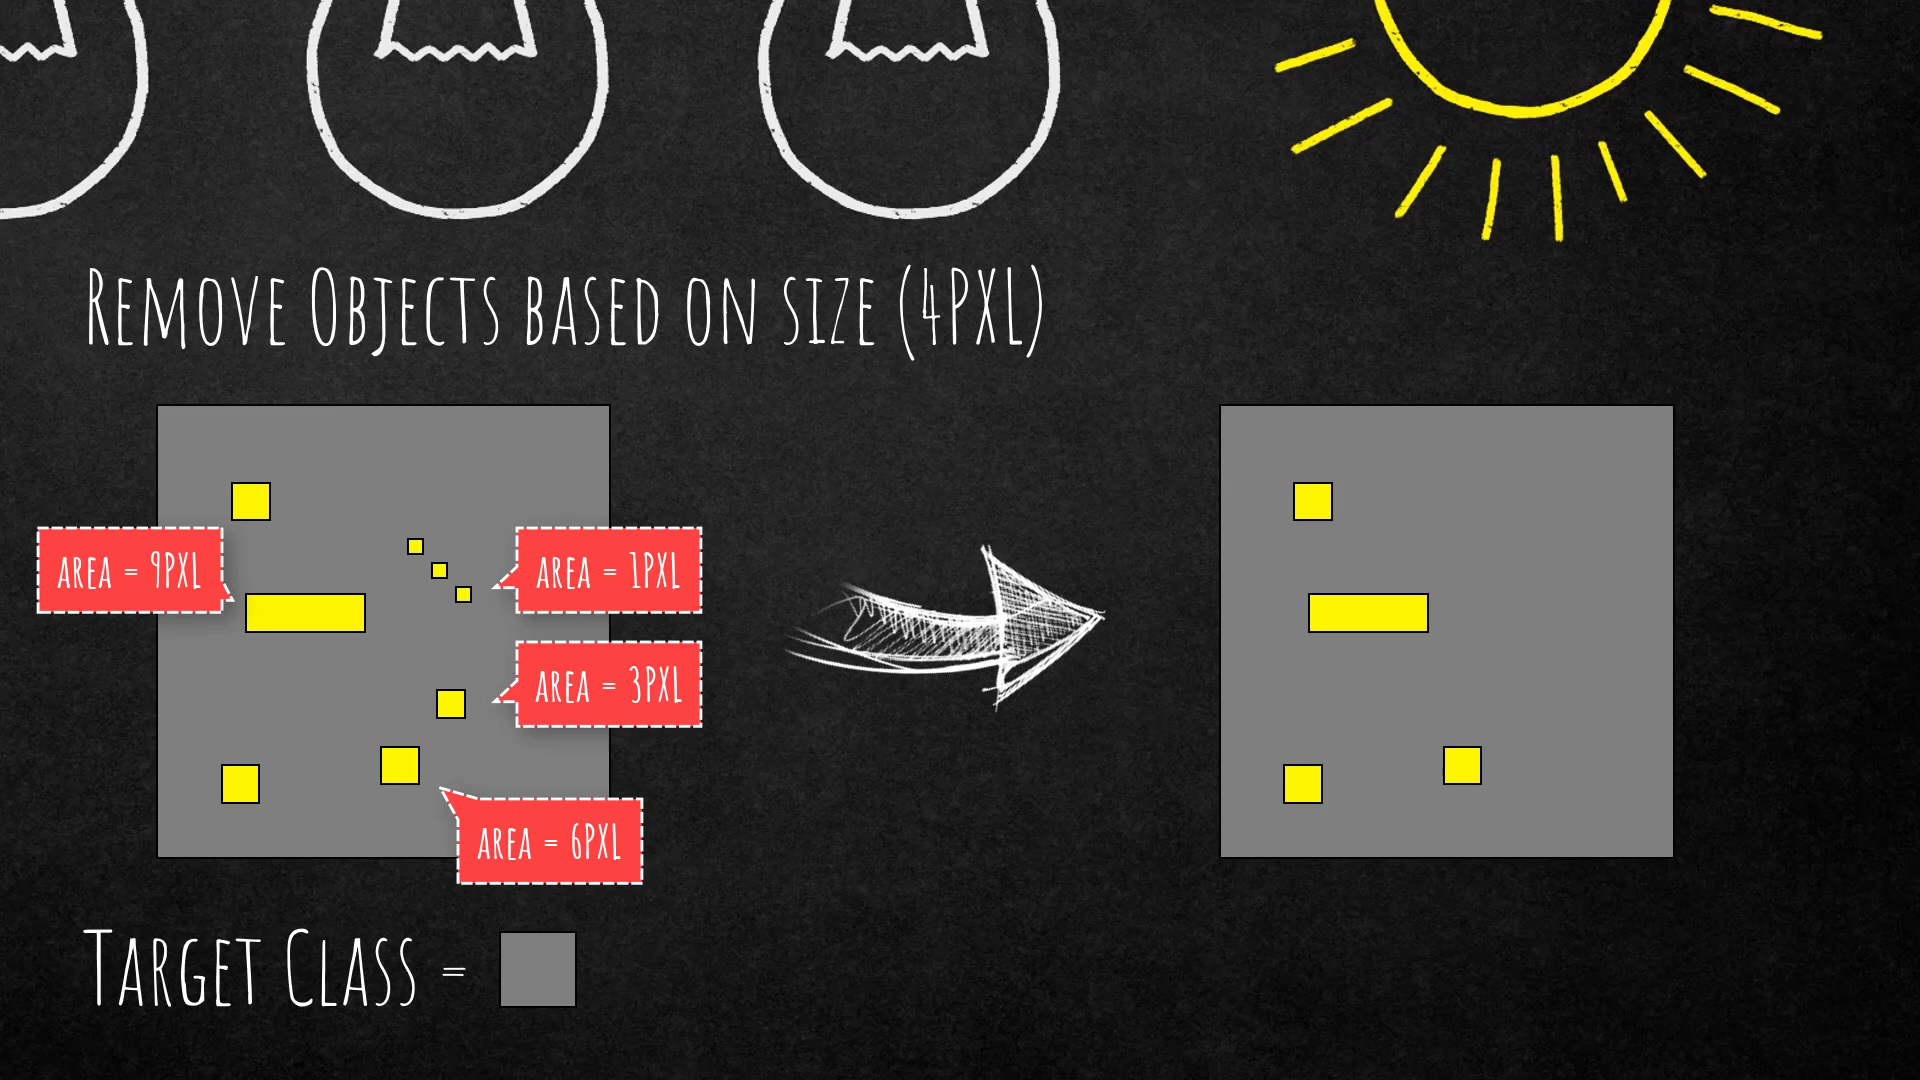 Remove Objects based on size (4PXL)
area = 9PXL
area = 1PXL
area = 3PXL
area = 6PXL
Target Class =